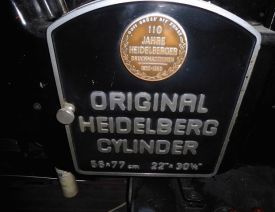 110
JAHRE
HEIDELBERGER
DRUCKMASCHINEN
ORIGINAL
HEIDELBERG
CYLINDER
56 × 77 cm 22" × 30¼"